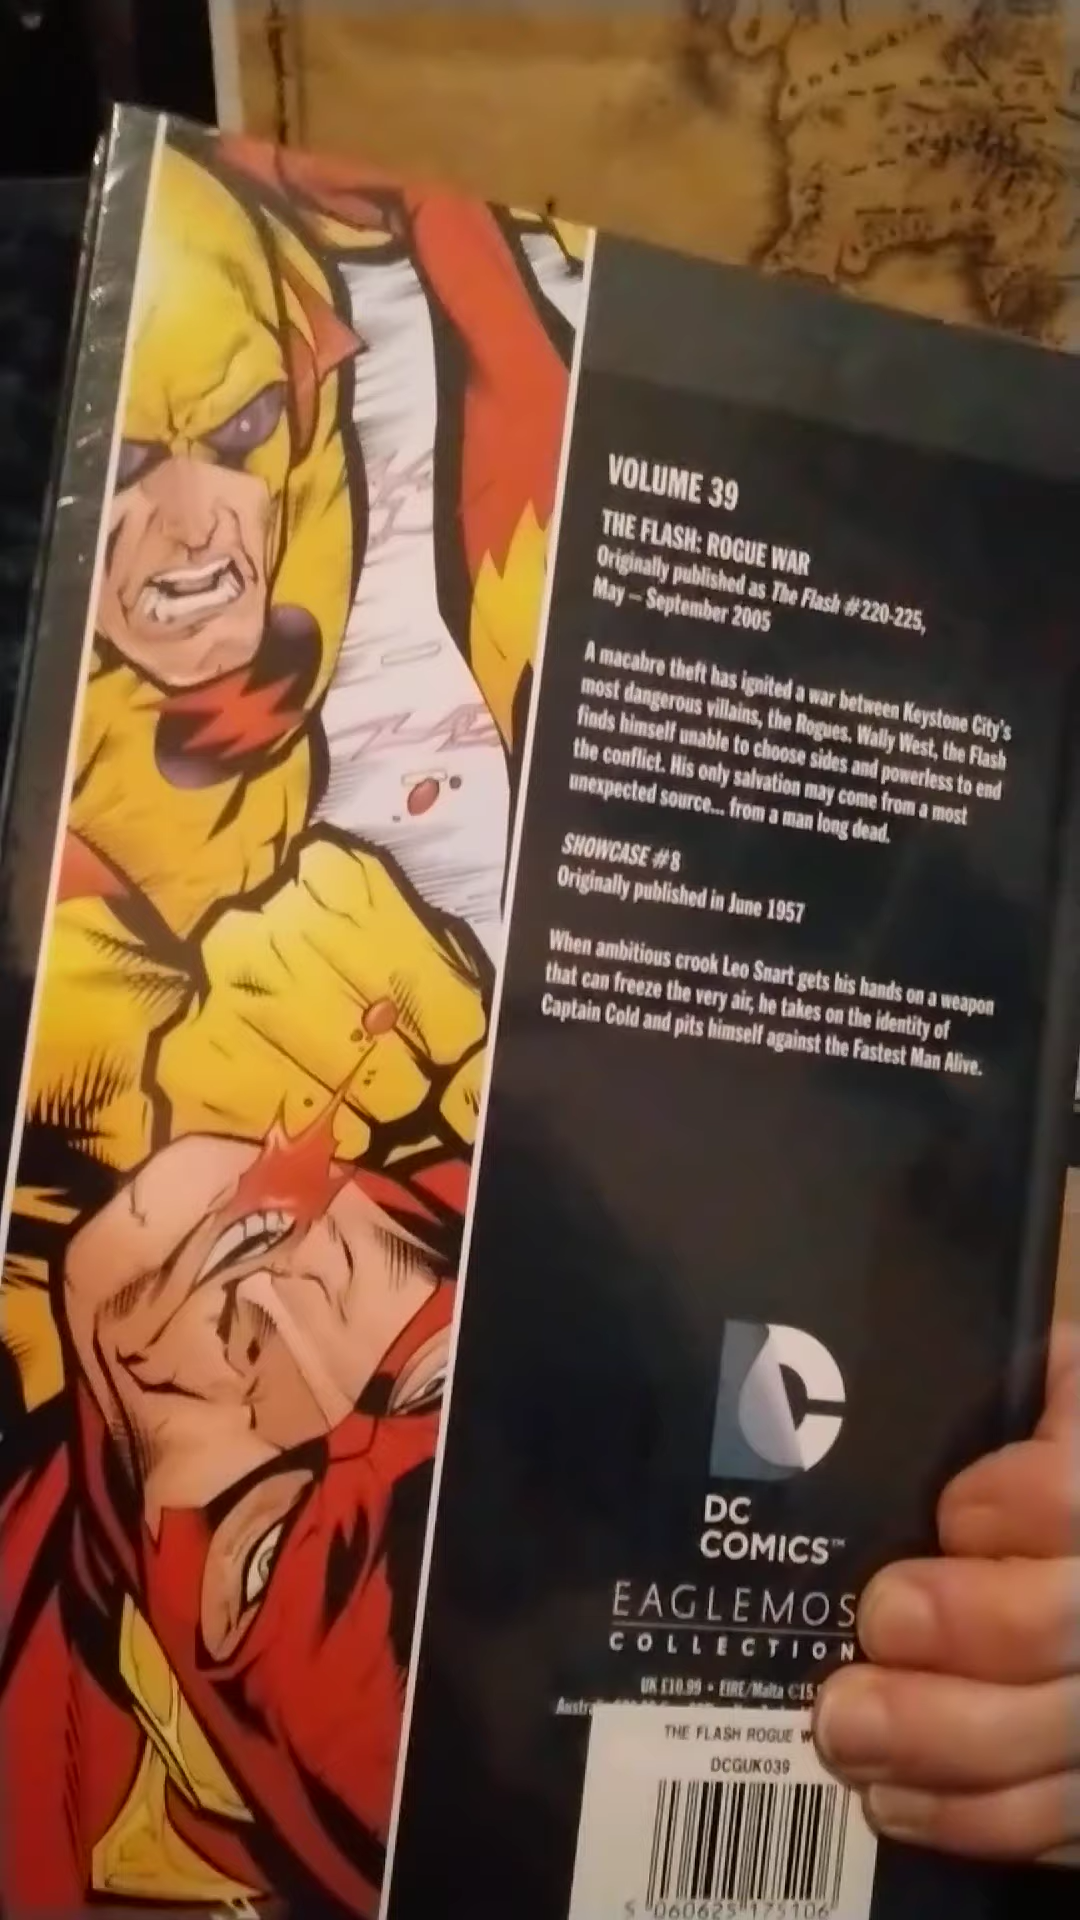 VOLUME 39
THE FLASH: ROGUE WAR
Originally published as The Flash #220-225,
May – September 2005
A macabre theft has ignited a war between Keystone City's
most dangerous villains, the Rogues. Wally West, the Flash
finds himself unable to choose sides and powerless to end
the conflict. His only salvation may come from a most
unexpected source... from a man long dead.
SHOWCASE #8
Originally published in June 1957
When ambitious crook Leo Snart gets his hands on a weapon
that can freeze the very air, he takes on the identity of
Captain Cold and pits himself against the Fastest Man Alive.
DC
COMICS™
EAGLEMOS
COLLECTION
UK £10.99 • EIRE/Malta €15.
THE FLASH ROGUE W
DCGUK039
5 060625 175106